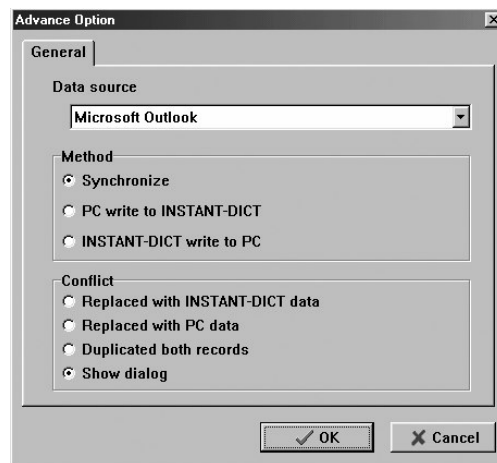 Advance Option
General
Data source
Microsoft Outlook
Method
Synchronize
PC write to INSTANT-DICT
INSTANT-DICT write to PC
Conflict
Replaced with INSTANT-DICT data
Replaced with PC data
Duplicated both records
Show dialog
OK Cancel